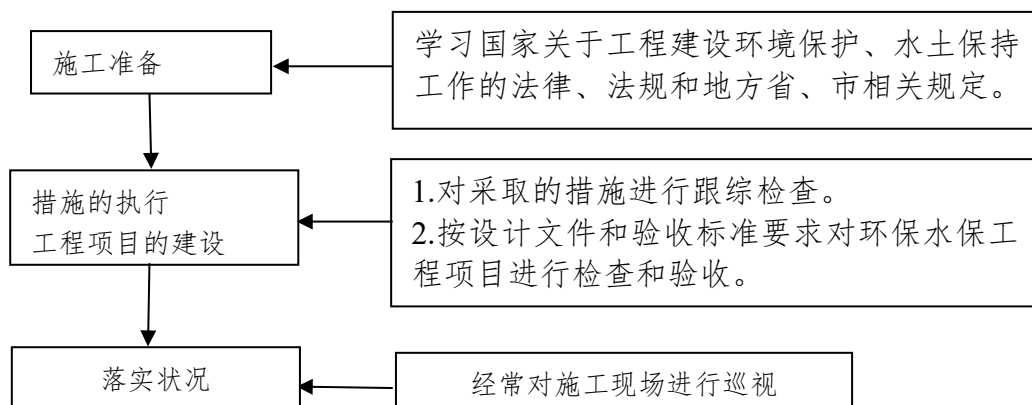 施工准备
学习国家关于工程建设环境保护、水土保持
工作的法律、法规和地方省、市相关规定。
措施的执行
工程项目的建设
1.对采取的措施进行跟综检查。
2.按设计文件和验收标准要求对环保水保工
程项目进行检查和验收。
落实状况
经常对施工现场进行巡视